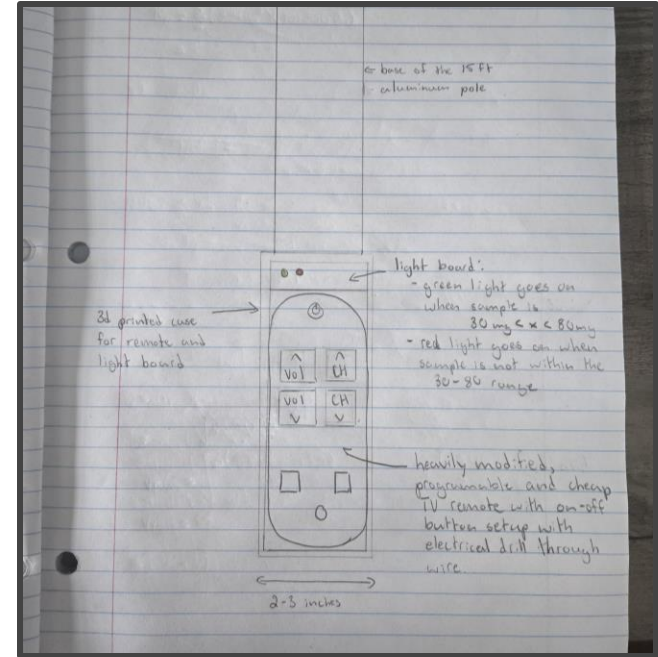 ← base of the 15 ft
aluminum pole
light board:
- green light goes on
when sample is
30 mg < x < 80mg
- red light goes on when
sample is not within the
30-80 range
3d printed case
for remote and
light board
VOl
CH
VOl
CH
heavily modified,
programmable and cheap
TV remote with on-off
button setup with
electrical drill through
wire.
2-3 inches